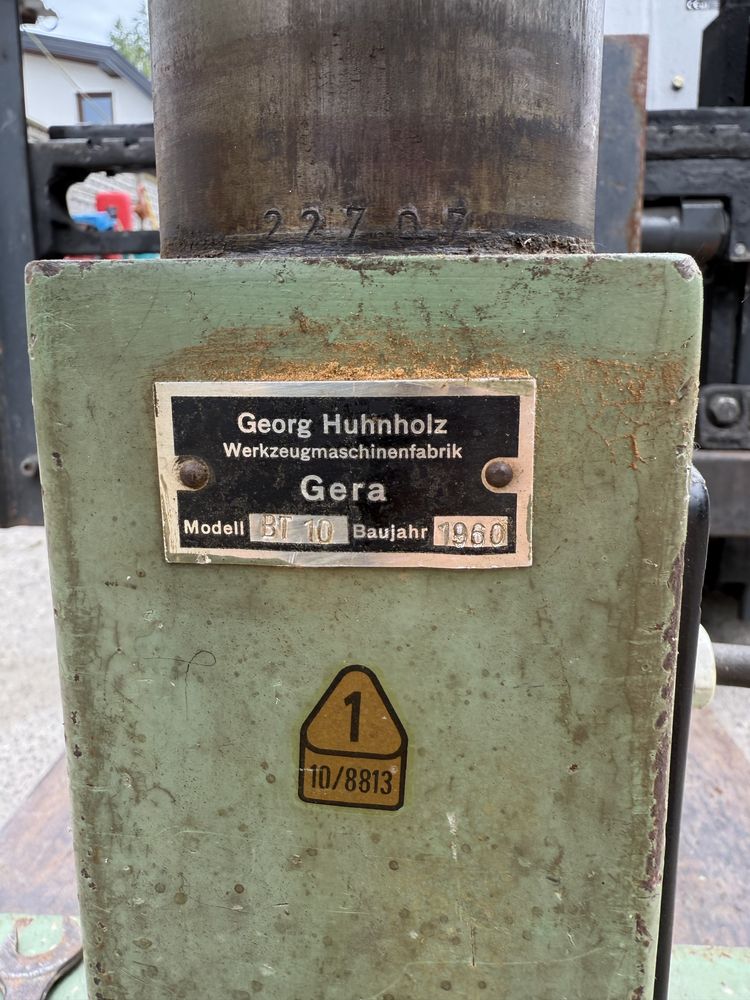 22707
Georg Huhnholz
Werkzeugmaschinenfabrik
Gera
Modell BT 10 Baujahr 1960
1
10/8813